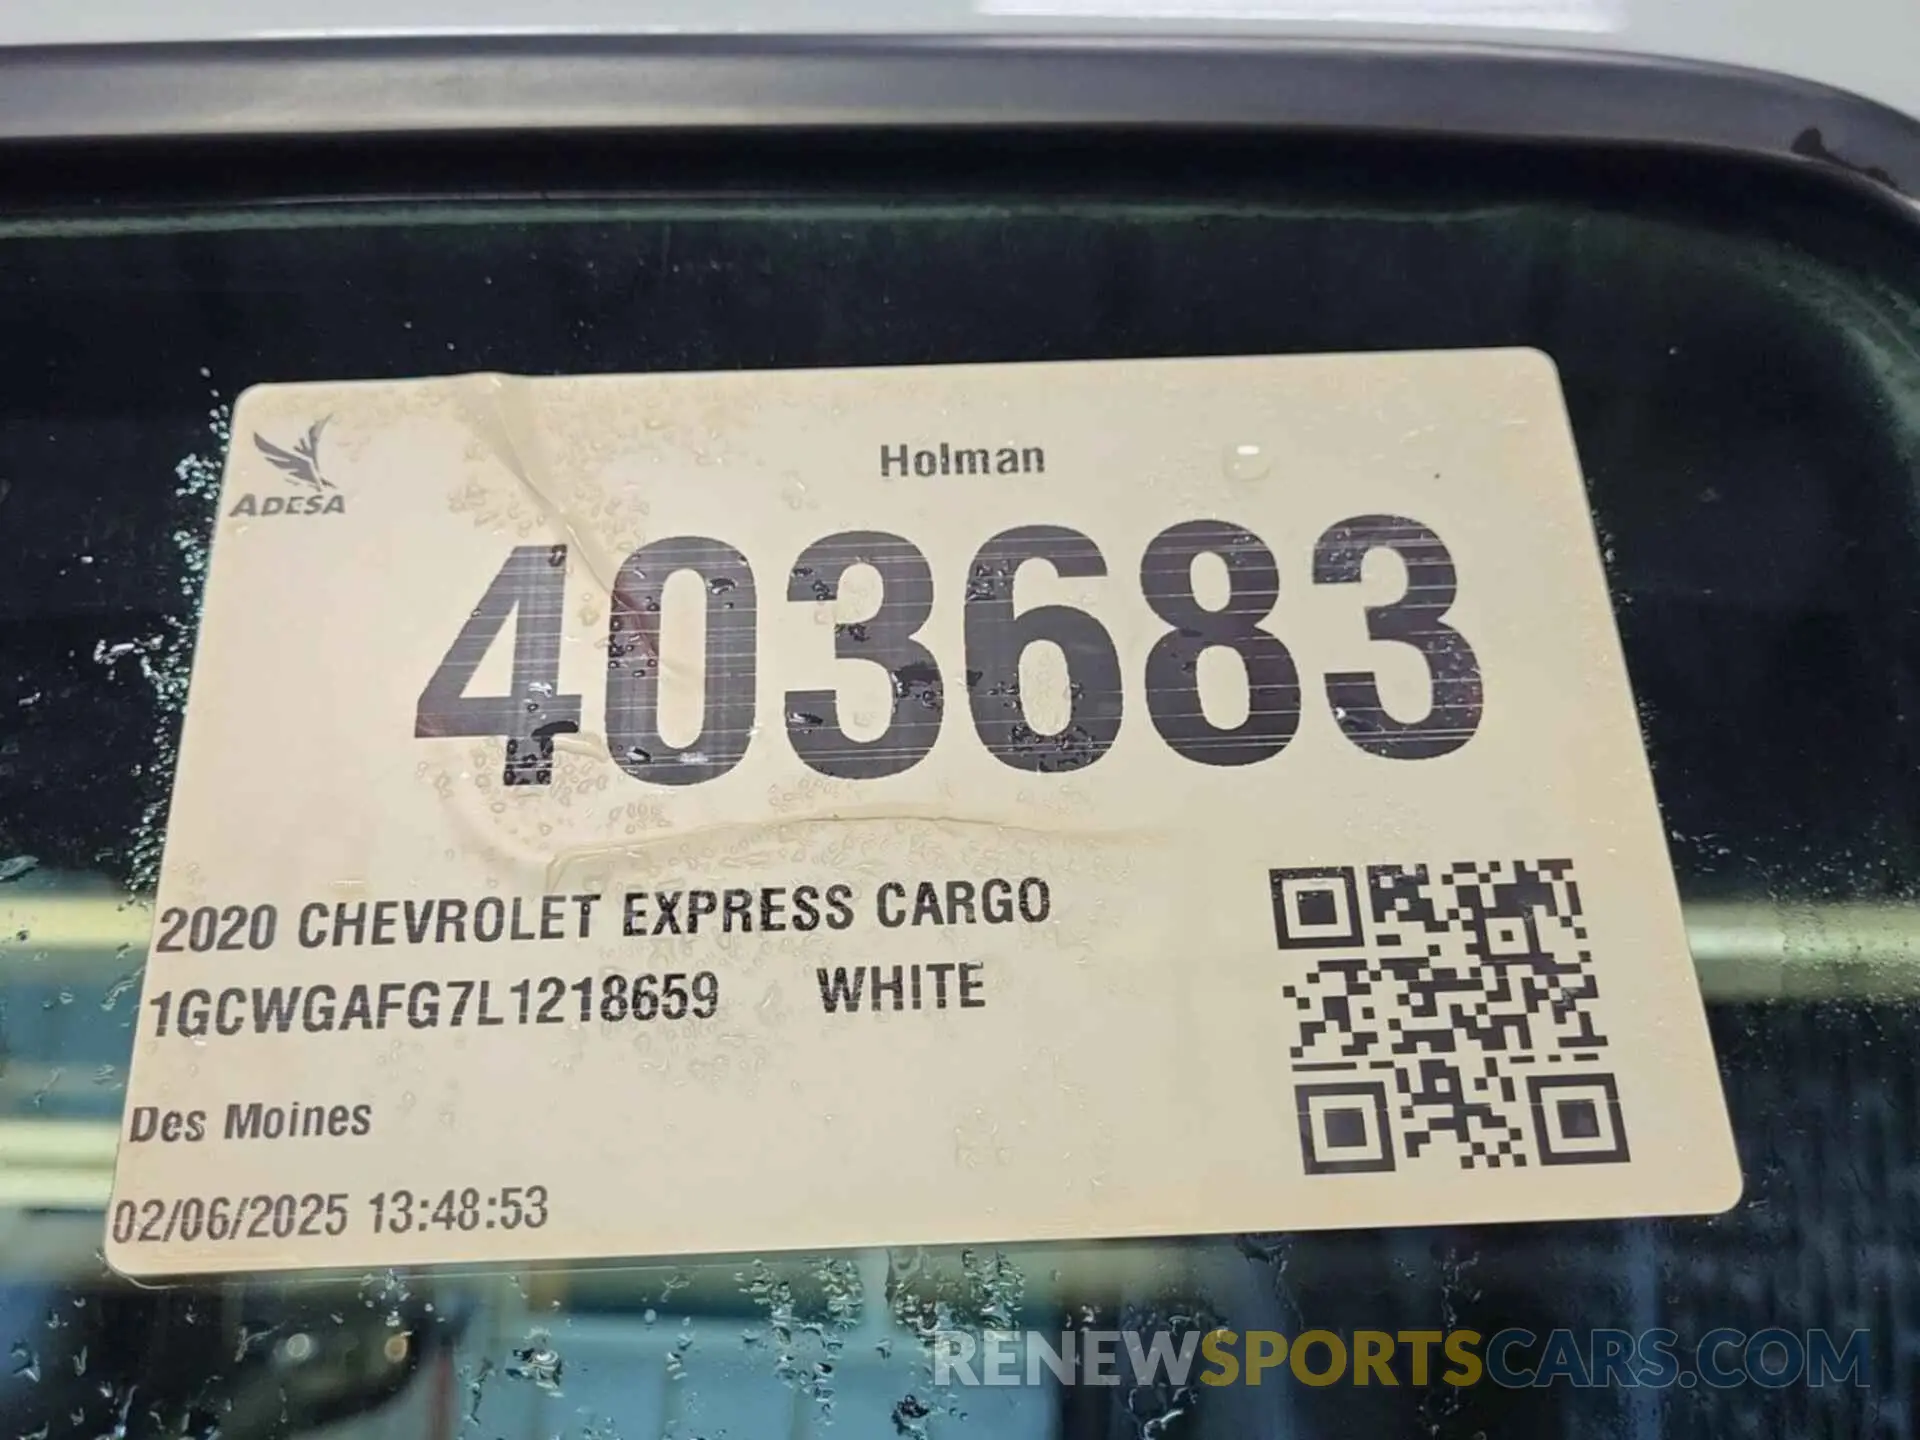 ADESA
Holman
403683
2020 CHEVROLET EXPRESS CARGO
1GCWGAFG7L1218659 WHITE
Des Moines
02/06/2025 13:48:53
RENEWSPORTSCARS.COM